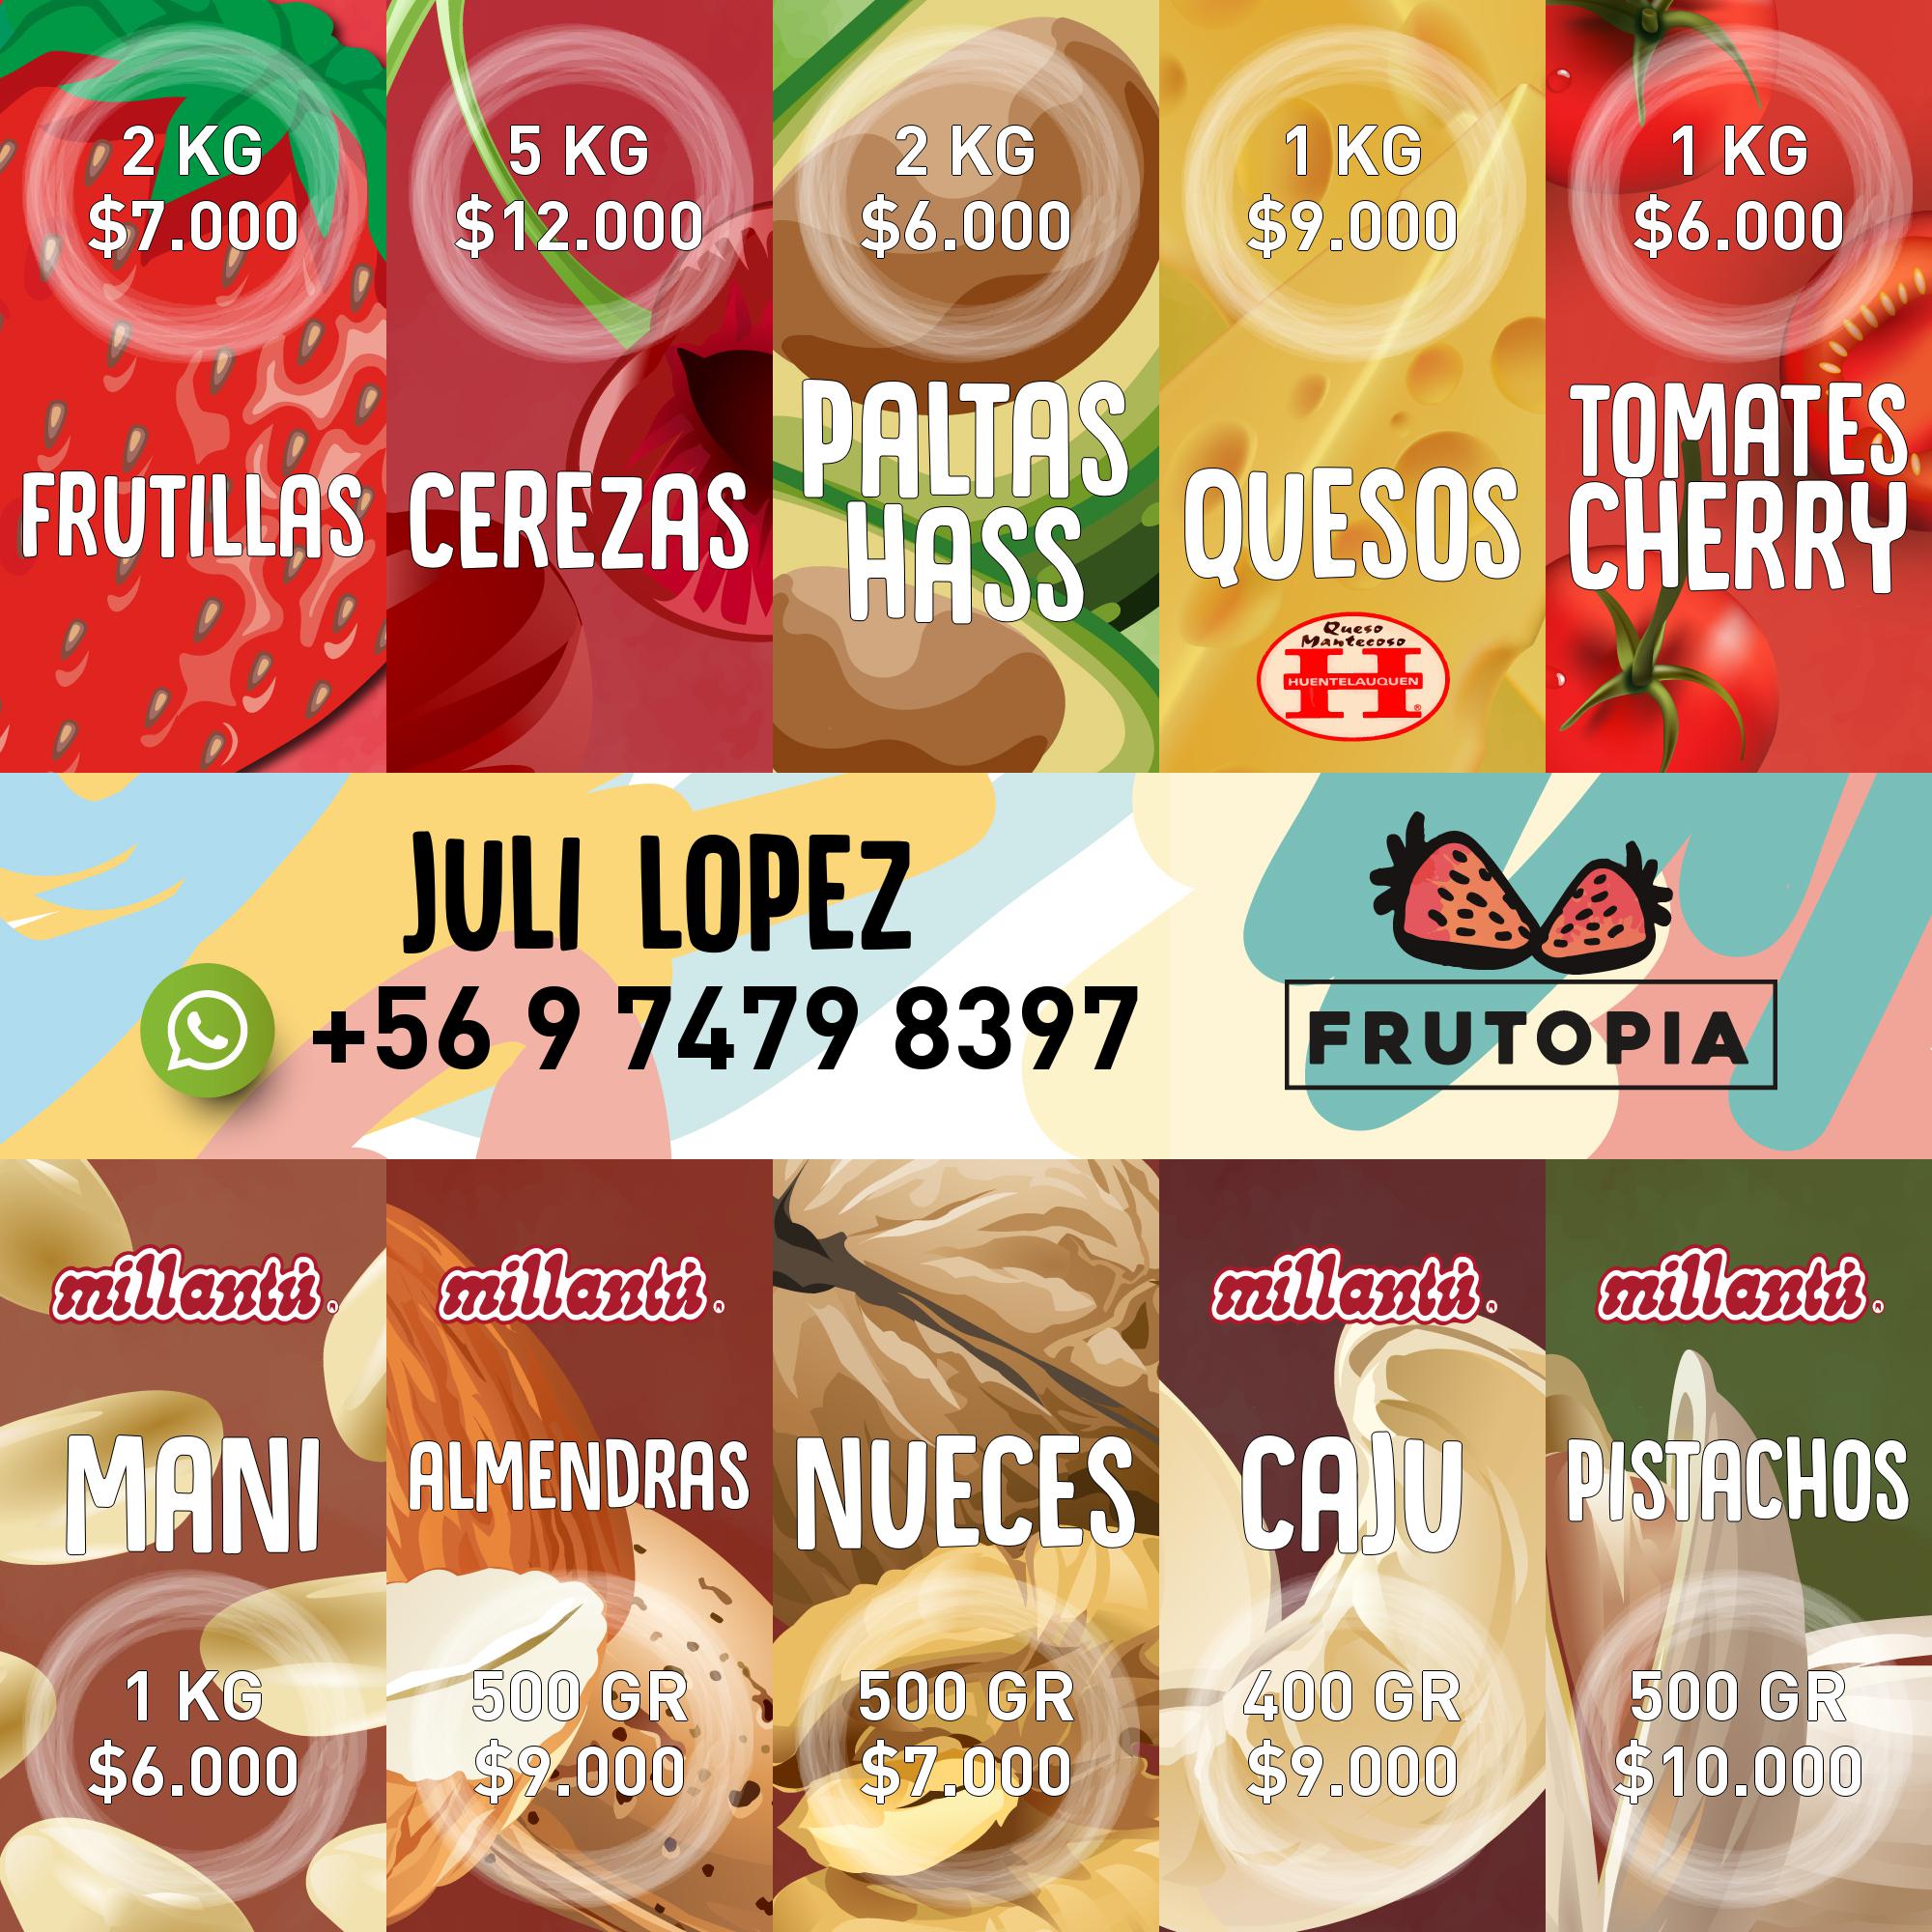 2 KG
$7.000
FRUTILLAS
5 KG
$12.000
CEREZAS
2 KG
$6.000
PALTAS
HASS
1 KG
$9.000
QUESOS
Queso
Mantecoso
H
HUENTELAUQUEN
®
1 KG
$6.000
TOMATES
CHERRY
JULI LOPEZ
+56 9 7479 8397
FRUTOPIA
millantú®
MANI
1 KG
$6.000
millantú®
ALMENDRAS
500 GR
$9.000
NUECES
500 GR
$7.000
millantú®
CAJU
400 GR
$9.000
millantú®
PISTACHOS
500 GR
$10.000